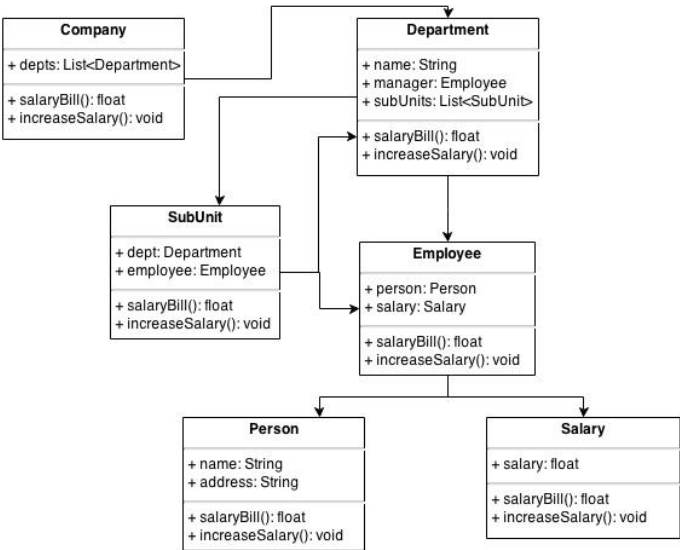 Company
+ depts: List<Department>
+ salaryBill(): float
+ increaseSalary(): void
Department
+ name: String
+ manager: Employee
+ subUnits: List<SubUnit>
+ salaryBill(): float
+ increaseSalary(): void
SubUnit
+ dept: Department
+ employee: Employee
+ salaryBill(): float
+ increaseSalary(): void
Employee
+ person: Person
+ salary: Salary
+ salaryBill(): float
+ increaseSalary(): void
Person
+ name: String
+ address: String
+ salaryBill(): float
+ increaseSalary(): void
Salary
+ salary: float
+ salaryBill(): float
+ increaseSalary(): void